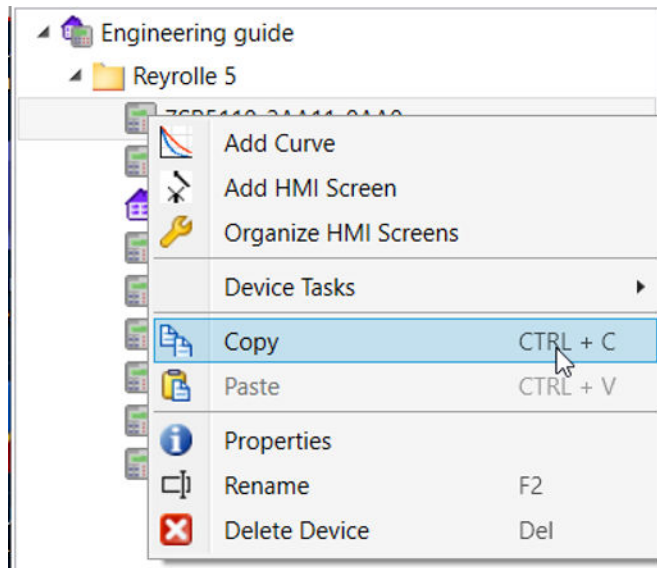 Engineering guide
Reyrolle 5
Add Curve
Add HMI Screen
Organize HMI Screens
Device Tasks
Copy CTRL + C
Paste CTRL + V
Properties
Rename F2
Delete Device Del